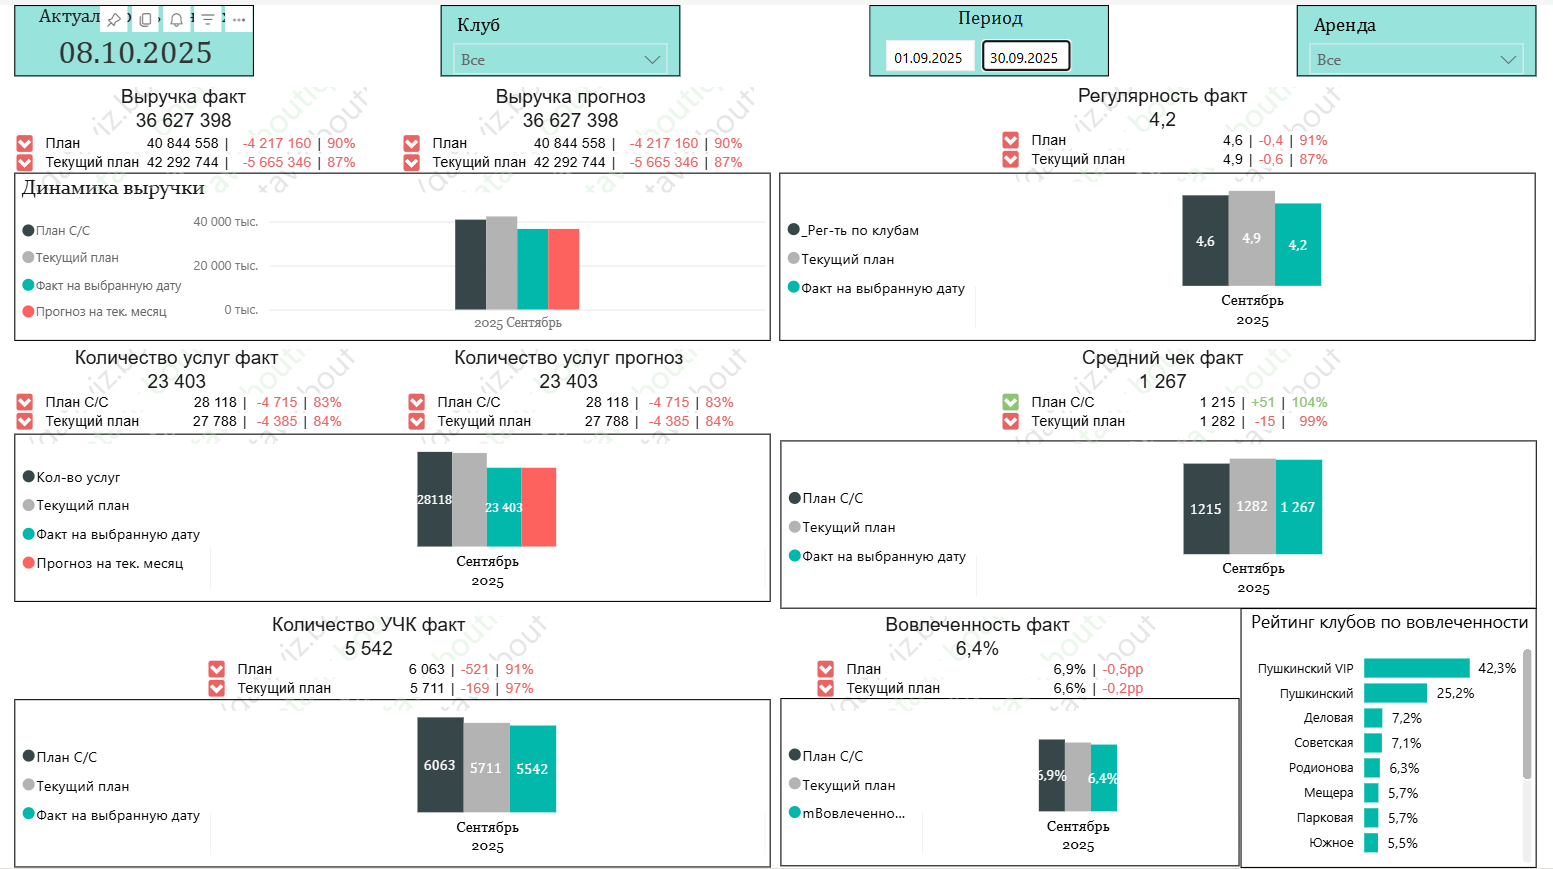 08.10.2025
Клуб
Все
Период
01.09.2025 30.09.2025
Аренда
Все
Выручка факт
36 627 398
План 40 844 558 | -4 217 160 | 90%
Текущий план 42 292 744 | -5 665 346 | 87%
Выручка прогноз
36 627 398
План 40 844 558 | -4 217 160 | 90%
Текущий план 42 292 744 | -5 665 346 | 87%
Регулярность факт
4,2
План 4,6 | -0,4 | 91%
Текущий план 4,9 | -0,6 | 87%
Динамика выручки
План С/С
Текущий план
Факт на выбранную дату
Прогноз на тек. месяц
40 000 тыс.
20 000 тыс.
0 тыс.
2025 Сентябрь
_Рег-ть по клубам
Текущий план
Факт на выбранную дату
4,6 4,9 4,2
Сентябрь
2025
Количество услуг факт
23 403
План С/С 28 118 | -4 715 | 83%
Текущий план 27 788 | -4 385 | 84%
Количество услуг прогноз
23 403
План С/С 28 118 | -4 715 | 83%
Текущий план 27 788 | -4 385 | 84%
Средний чек факт
1 267
План С/С 1 215 | +51 | 104%
Текущий план 1 282 | -15 | 99%
Кол-во услуг
Текущий план
Факт на выбранную дату
Прогноз на тек. месяц
28118 23 403
Сентябрь
2025
План С/С
Текущий план
Факт на выбранную дату
1215 1282 1 267
Сентябрь
2025
Количество УЧК факт
5 542
План 6 063 | -521 | 91%
Текущий план 5 711 | -169 | 97%
Вовлеченность факт
6,4%
План 6,9% | -0,5pp
Текущий план 6,6% | -0,2pp
План С/С
Текущий план
Факт на выбранную дату
6063 5711 5542
Сентябрь
2025
План С/С
Текущий план
mВовлеченно...
6,9% 6,4%
Сентябрь
2025
Рейтинг клубов по вовлеченности
Пушкинский VIP 42,3%
Пушкинский 25,2%
Деловая 7,2%
Советская 7,1%
Родионова 6,3%
Мещера 5,7%
Парковая 5,7%
Южное 5,5%